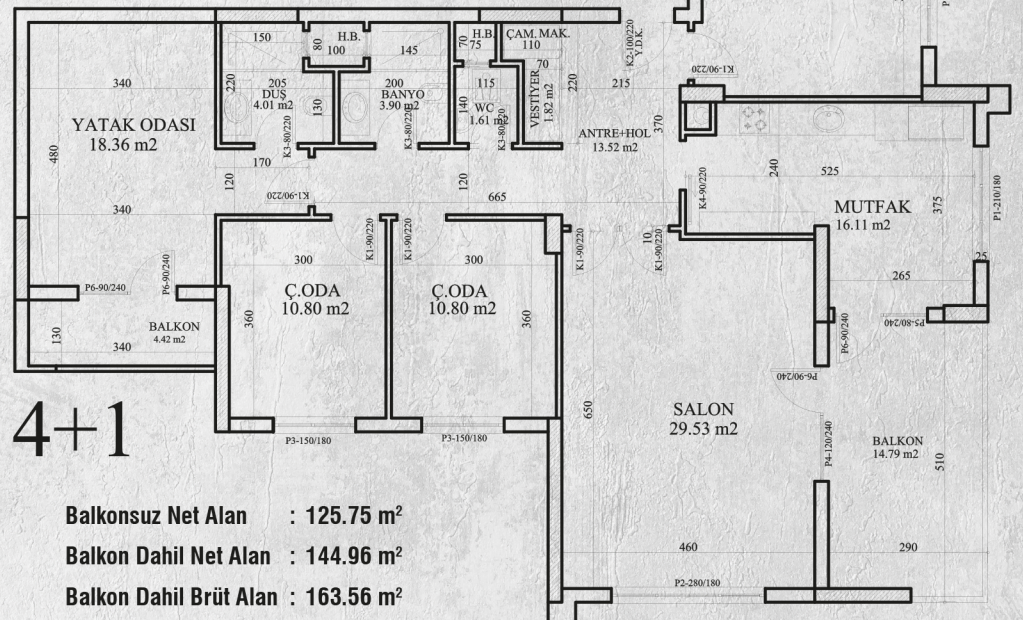 150
80
H.B.
100
145
H.B.
70
75
ÇAM. MAK.
110
K2-100/220
Y.D.K.
K1-90/220
340
220
205
DUŞ
4.01 m2
130
200
BANYO
3.90 m2
115
WC
1.61 m2
140
70
VESTİYER
1.82 m2
220
215
YATAK ODASI
18.36 m2
K3-80/220
K3-80/220
K3-80/220
ANTRE+HOL
13.52 m2
370
480
170
120
K1-90/220
120
665
K4-90/220
240
525
MUTFAK
16.11 m2
375
P1-210/180
340
K1-90/220
K1-90/220
K1-90/220
10
K1-90/220
25
P6-90/240
P6-90/240
300
300
265
Ç.ODA
10.80 m2
Ç.ODA
10.80 m2
360
360
BALKON
4.42 m2
130
340
P5-80/240
P6-90/240
P6-90/240
4+1
650
SALON
29.53 m2
P3-150/180
P3-150/180
P4-120/240
BALKON
14.79 m2
510
460
290
P2-280/180
Balkonsuz Net Alan : 125.75 m²
Balkon Dahil Net Alan : 144.96 m²
Balkon Dahil Brüt Alan : 163.56 m²